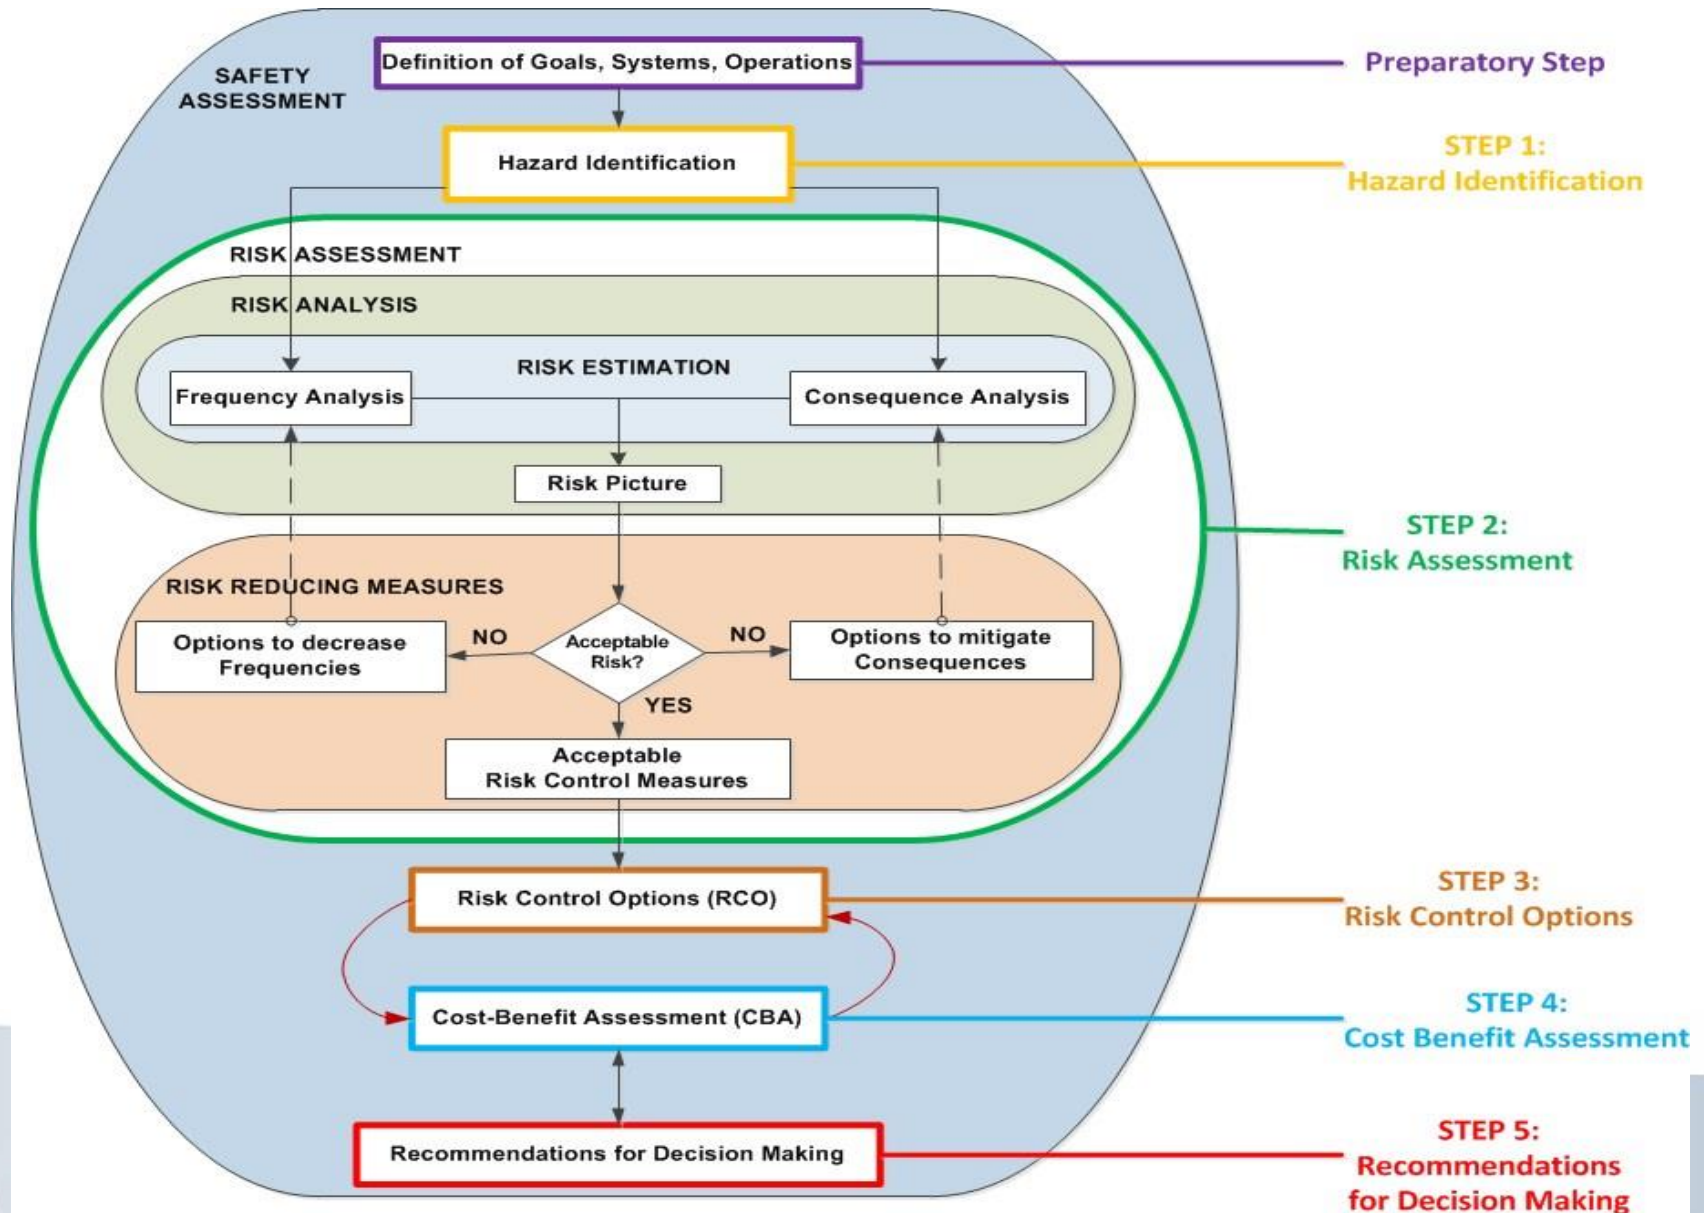 Definition of Goals, Systems, Operations
Preparatory Step
SAFETY
ASSESSMENT
Hazard Identification
STEP 1:
Hazard Identification
RISK ASSESSMENT
RISK ANALYSIS
RISK ESTIMATION
Frequency Analysis
Consequence Analysis
Risk Picture
STEP 2:
Risk Assessment
RISK REDUCING MEASURES
Options to decrease
Frequencies
NO
Acceptable
Risk?
NO
Options to mitigate
Consequences
YES
Acceptable
Risk Control Measures
Risk Control Options (RCO)
STEP 3:
Risk Control Options
Cost-Benefit Assessment (CBA)
STEP 4:
Cost Benefit Assessment
Recommendations for Decision Making
STEP 5:
Recommendations
for Decision Making